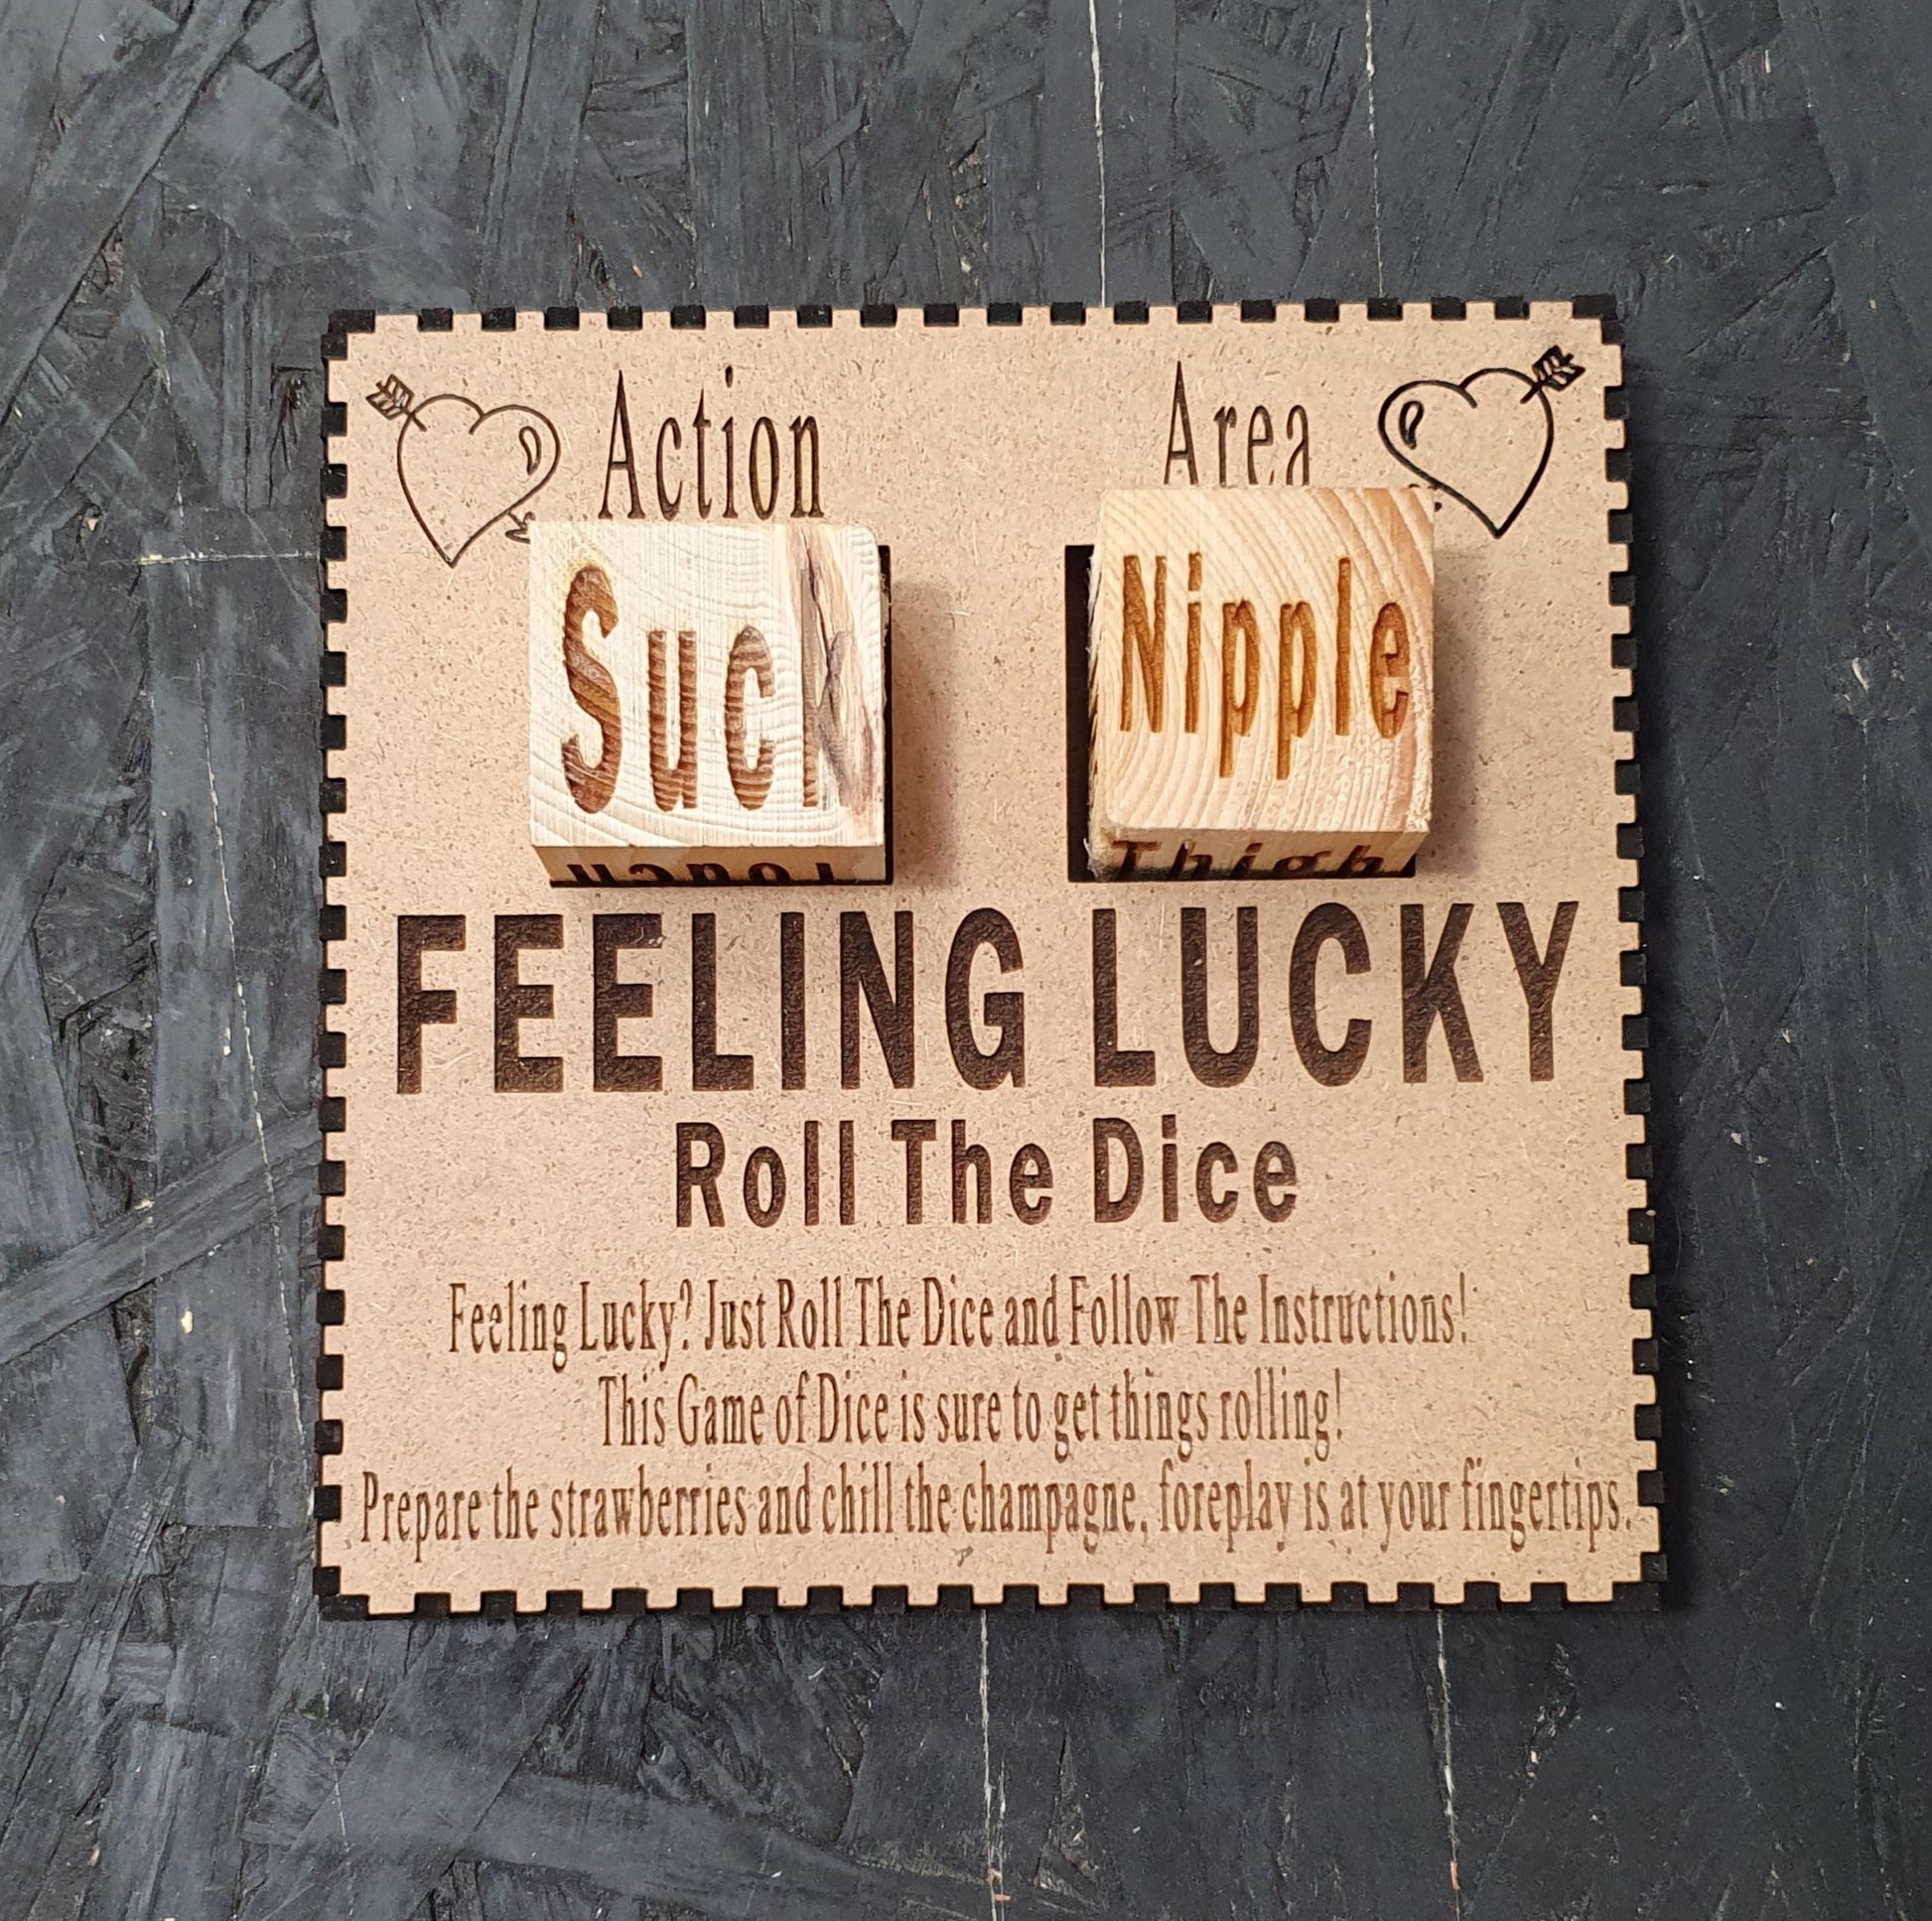 Action Area
Suck Nipple
Touch Thigh
FEELING LUCKY
Roll The Dice
Feeling Lucky? Just Roll The Dice and Follow The Instructions!
This Game of Dice is sure to get things rolling!
Prepare the strawberries and chill the champagne, foreplay is at your fingertips.